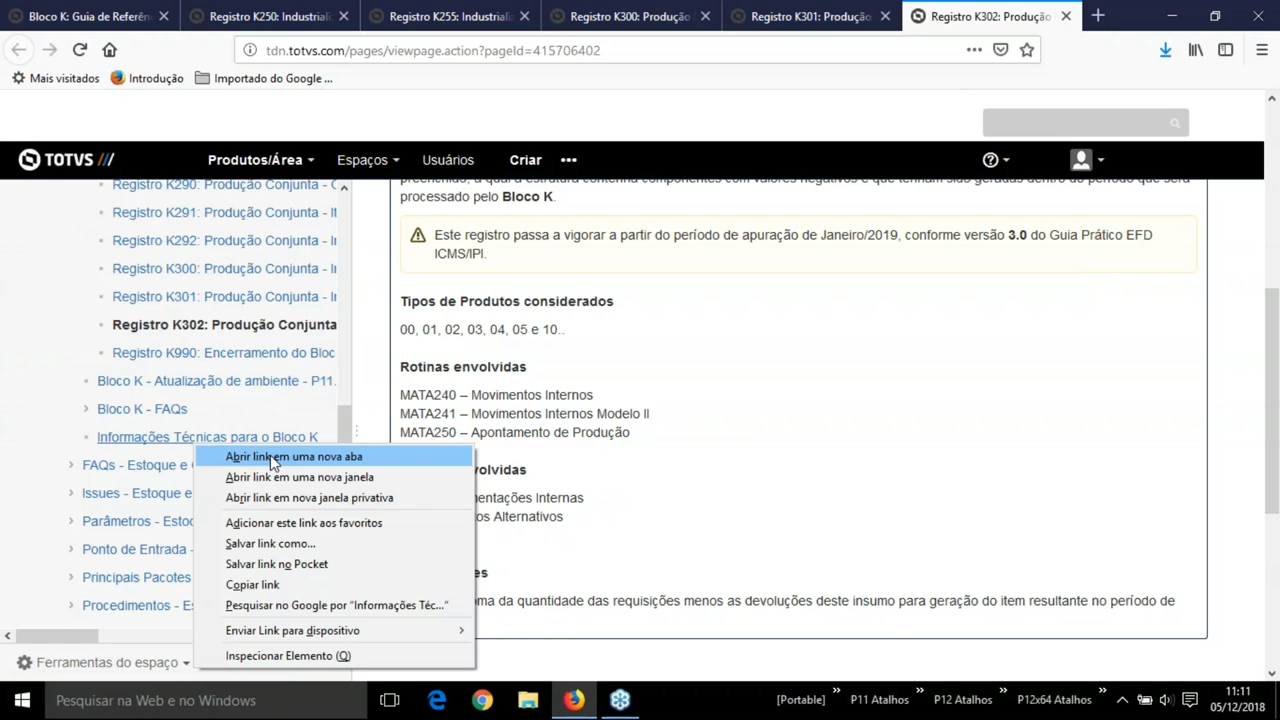 Bloco K: Guia de Referên
Registro K250: Industriali
Registro K255: Industriali
Registro K300: Produção
Registro K301: Produção
Registro K302: Produção
tdn.totvs.com/pages/viewpage.action?pageId=415706402
Mais visitados
Introdução
Importado do Google ...
TOTVS
Produtos/Área
Espaços
Usuários
Criar
•••
Registro K290: Produção Conjunta -
Registro K291: Produção Conjunta - It
Registro K292: Produção Conjunta - In
Registro K300: Produção Conjunta - In
Registro K301: Produção Conjunta - In
Registro K302: Produção Conjunta
Registro K990: Encerramento do Bloc
Bloco K - Atualização de ambiente - P11.
Bloco K - FAQs
Informações Técnicas para o Bloco K
FAQs - Estoque e
Issues - Estoque e
Parâmetros - Estoc
Ponto de Entrada -
Principais Pacotes
Procedimentos - Es
Ferramentas do espaço
Abrir link em uma nova aba
Abrir link em uma nova janela
Abrir link em nova janela privativa
Adicionar este link aos favoritos
Salvar link como...
Salvar link no Pocket
Copiar link
Pesquisar no Google por “Informações Téc...”
Enviar Link para dispositivo
Inspecionar Elemento (Q)
processado pelo Bloco K.
Este registro passa a vigorar a partir do período de apuração de Janeiro/2019, conforme versão 3.0 do Guia Prático EFD
ICMS/IPI.
Tipos de Produtos considerados
00, 01, 02, 03, 04, 05 e 10..
Rotinas envolvidas
MATA240 – Movimentos Internos
MATA241 – Movimentos Internos Modelo II
MATA250 – Apontamento de Produção
volvidas
entações Internas
os Alternativos
es
oma da quantidade das requisições menos as devoluções deste insumo para geração do item resultante no período de
Pesquisar na Web e no Windows
[Portable]
P11 Atalhos
P12 Atalhos
P12x64 Atalhos
11:11
05/12/2018